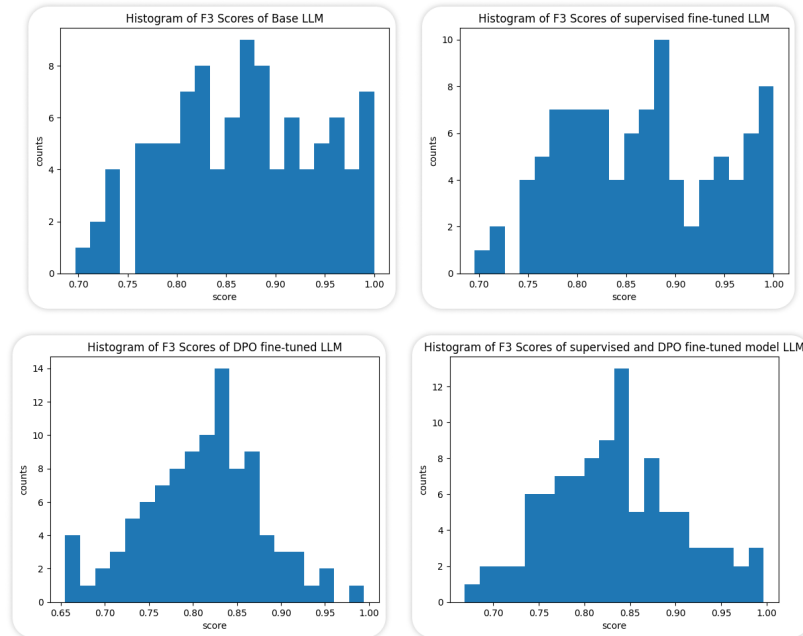 Histogram of F3 Scores of Base LLM
counts
8
6
4
2
0
0.70 0.75 0.80 0.85 0.90 0.95 1.00
score
Histogram of F3 Scores of supervised fine-tuned LLM
counts
10
8
6
4
2
0
0.70 0.75 0.80 0.85 0.90 0.95 1.00
score
Histogram of F3 Scores of DPO fine-tuned LLM
counts
14
12
10
8
6
4
2
0
0.65 0.70 0.75 0.80 0.85 0.90 0.95 1.00
score
Histogram of F3 Scores of supervised and DPO fine-tuned model LLM
counts
12
10
8
6
4
2
0
0.70 0.75 0.80 0.85 0.90 0.95 1.00
score